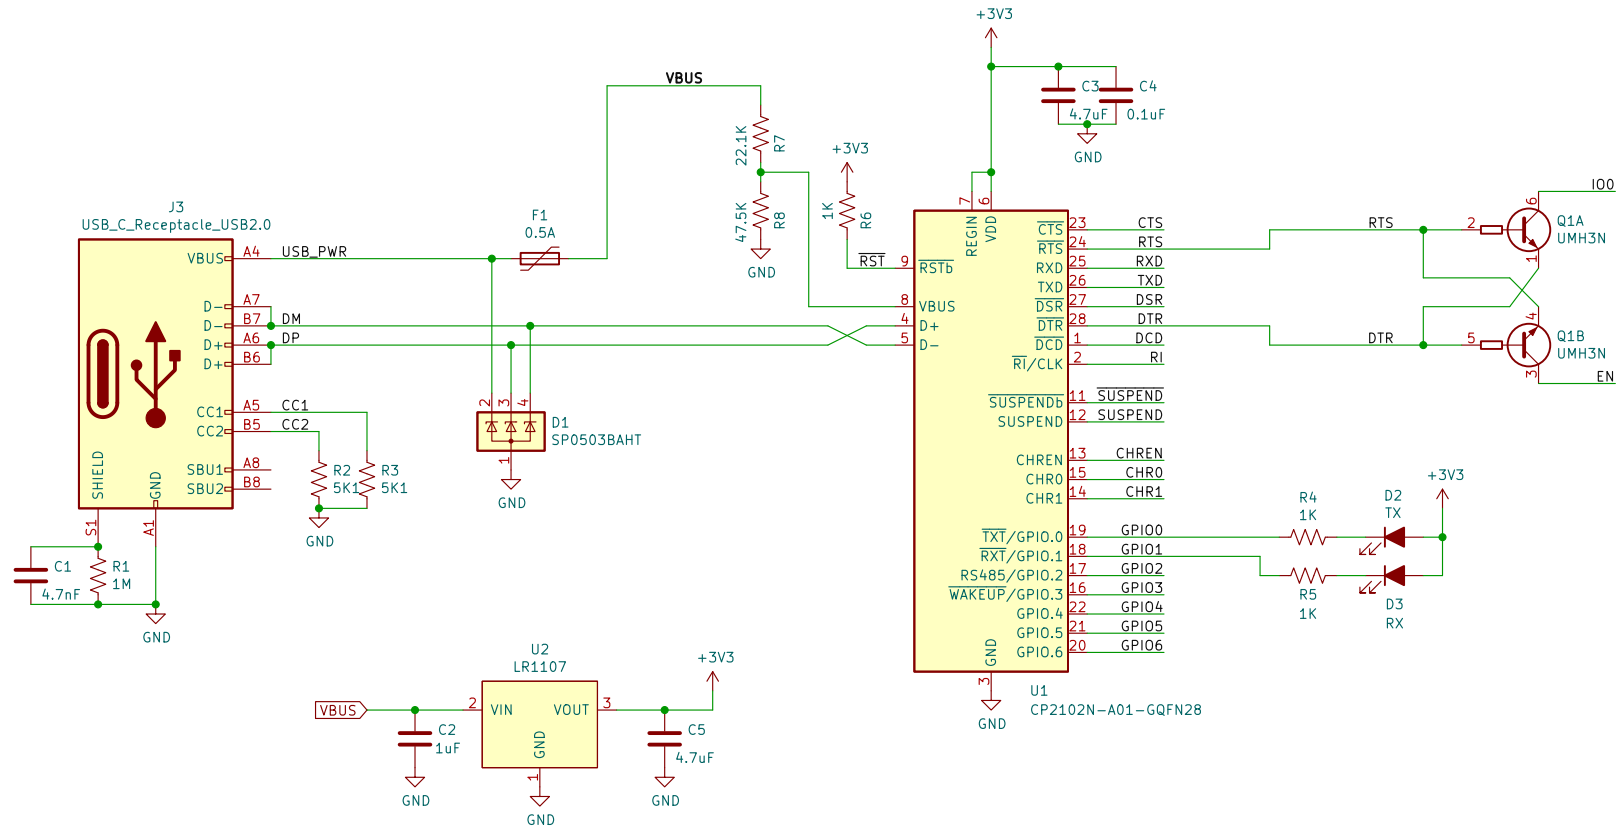 +3V3
VBUS
C3
4.7uF
C4
0.1uF
GND
22.1K
R7
+3V3
47.5K
R8
GND
1K
R6
RST
J3
USB_C_Receptacle_USB2.0
F1
0.5A
VBUS
A4
USB_PWR
D-
A7
D-
B7
DM
D+
A6
DP
D+
B6
CC1
A5
CC1
CC2
B5
CC2
SBU1
A8
SBU2
B8
SHIELD
GND
S1
A1
R2
5K1
R3
5K1
GND
2
3
4
D1
SP0503BAHT
1
GND
C1
4.7nF
R1
1M
GND
7
6
REGIN
VDD
9
RSTb
8
VBUS
4
D+
5
D-
CTS
23
CTS
RTS
24
RTS
RXD
25
RXD
TXD
26
TXD
DSR
27
DSR
DTR
28
DTR
DCD
1
DCD
RI/CLK
2
RI
SUSPENDb
11
SUSPEND
SUSPEND
12
SUSPEND
CHREN
13
CHREN
CHR0
15
CHR0
CHR1
14
CHR1
TXT/GPIO.0
19
GPIO0
RXT/GPIO.1
18
GPIO1
RS485/GPIO.2
17
GPIO2
WAKEUP/GPIO.3
16
GPIO3
GPIO.4
22
GPIO4
GPIO.5
21
GPIO5
GPIO.6
20
GPIO6
GND
3
GND
U1
CP2102N-A01-GQFN28
RTS
2
6
IO0
Q1A
UMH3N
1
DTR
5
4
Q1B
UMH3N
3
EN
+3V3
R4
1K
D2
TX
R5
1K
D3
RX
U2
LR1107
+3V3
VBUS
2
VIN
VOUT
3
GND
1
GND
C2
1uF
GND
C5
4.7uF
GND